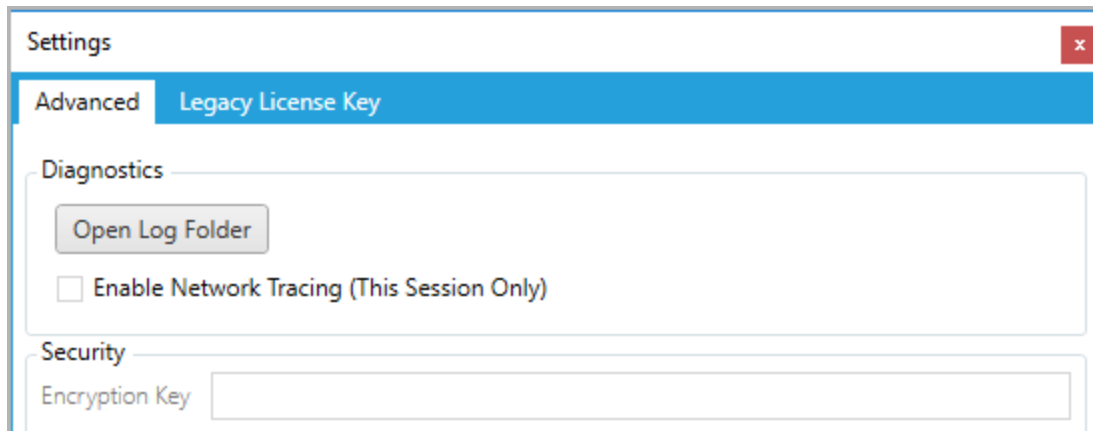 Settings
x
Advanced Legacy License Key
Diagnostics
Open Log Folder
Enable Network Tracing (This Session Only)
Security
Encryption Key